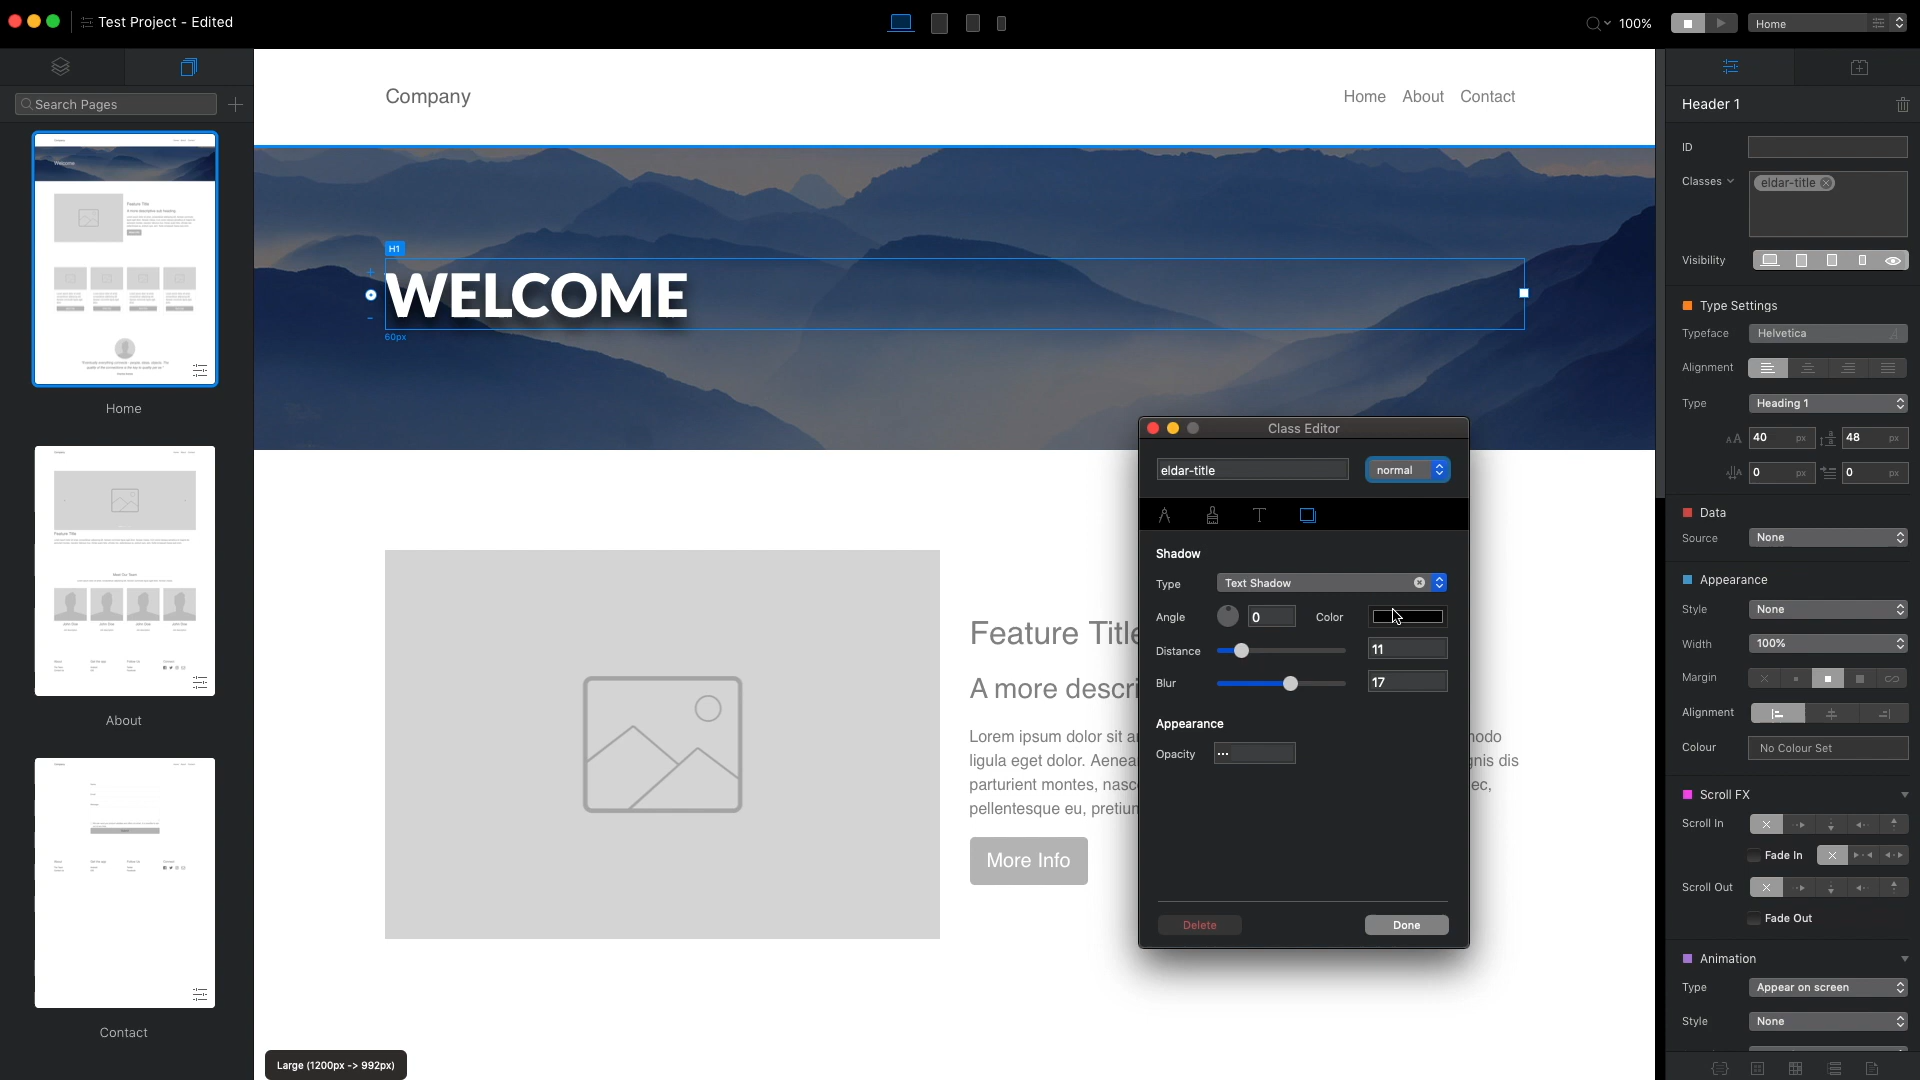 Test Project - Edited
100%
Home
Search Pages
Home
About
Contact
Company
Home About Contact
H1
WELCOME
60px
Feature Title
A more descri
Lorem ipsum dolor sit a
modo
ligula eget dolor. Aenea
gnis dis
parturient montes, nasc
ec,
pellentesque eu, pretiun
More Info
Large (1200px -> 992px)
Class Editor
eldar-title
normal
Shadow
Type Text Shadow
Angle 0 Color
Distance 11
Blur 17
Appearance
Opacity ...
Delete Done
Header 1
ID
Classes eldar-title
Visibility
Type Settings
Typeface Helvetica
Alignment
Type Heading 1
AA 40 px 48 px
0 px 0 px
Data
Source None
Appearance
Style None
Width 100%
Margin
Alignment
Colour No Colour Set
Scroll FX
Scroll In
Fade In
Scroll Out
Fade Out
Animation
Type Appear on screen
Style None